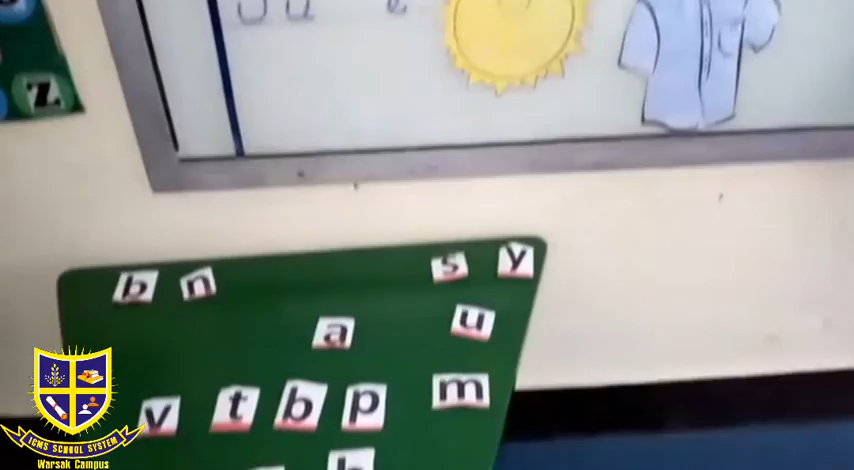 Z
b n s y
a u
v t b p m
ICMS SCHOOL SYSTEM
Warsak Campus